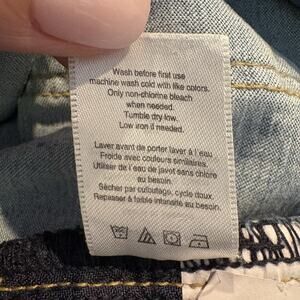 Wash before first use
machine wash cold with like colors.
Only non-chlorine bleach
when needed.
Tumble dry low.
Low iron if needed.
Laver avant de porter laver à l´eau
Froide avec couleurs similaires.
Utiliser de l´eau de javel sans chlore
au besoin.
Sécher par culbutage, cycle doux.
Repasser à faible intensité au besoin.